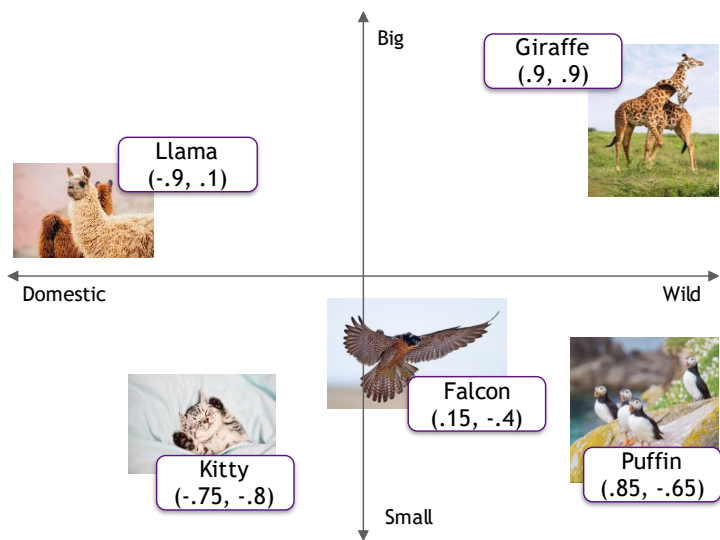 Big
Giraffe
(.9, .9)
Llama
(-.9, .1)
Domestic
Wild
Falcon
(.15, -.4)
Kitty
(-.75, -.8)
Puffin
(.85, -.65)
Small